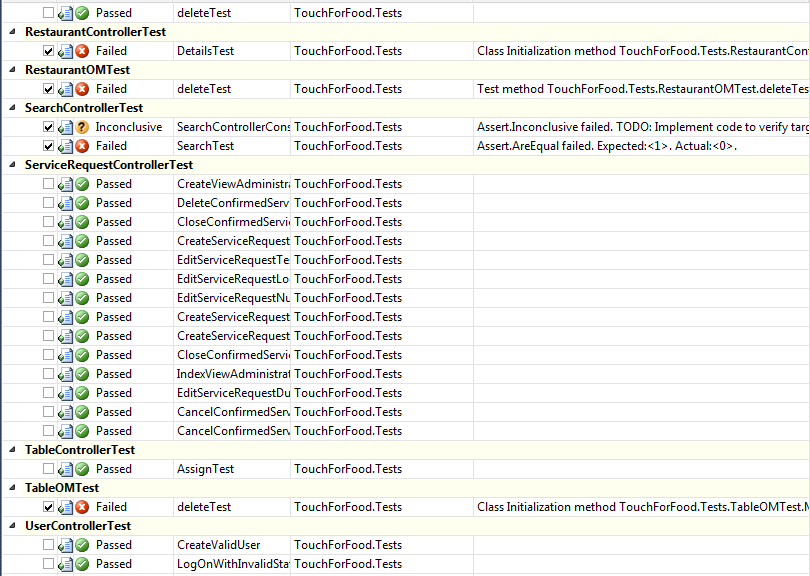 Passed deleteTest TouchForFood.Tests
RestaurantControllerTest
Failed DetailsTest TouchForFood.Tests Class Initialization method TouchForFood.Tests.RestaurantCont
RestaurantOMTest
Failed deleteTest TouchForFood.Tests Test method TouchForFood.Tests.RestaurantOMTest.deleteTes
SearchControllerTest
? Inconclusive SearchControllerCons TouchForFood.Tests Assert.Inconclusive failed. TODO: Implement code to verify targ
Failed SearchTest TouchForFood.Tests Assert.AreEqual failed. Expected:<1>. Actual:<0>.
ServiceRequestControllerTest
Passed CreateViewAdministra TouchForFood.Tests
Passed DeleteConfirmedServ TouchForFood.Tests
Passed CloseConfirmedServi TouchForFood.Tests
Passed CreateServiceRequest TouchForFood.Tests
Passed EditServiceRequestTe TouchForFood.Tests
Passed EditServiceRequestLo TouchForFood.Tests
Passed EditServiceRequestNu TouchForFood.Tests
Passed CreateServiceRequest TouchForFood.Tests
Passed CreateServiceRequest TouchForFood.Tests
Passed CloseConfirmedServi TouchForFood.Tests
Passed IndexViewAdministrat TouchForFood.Tests
Passed EditServiceRequestDu TouchForFood.Tests
Passed CancelConfirmedServ TouchForFood.Tests
Passed CancelConfirmedServ TouchForFood.Tests
TableControllerTest
Passed AssignTest TouchForFood.Tests
TableOMTest
Failed deleteTest TouchForFood.Tests Class Initialization method TouchForFood.Tests.TableOMTest.M
UserControllerTest
Passed CreateValidUser TouchForFood.Tests
Passed LogOnWithInvalidStat TouchForFood.Tests